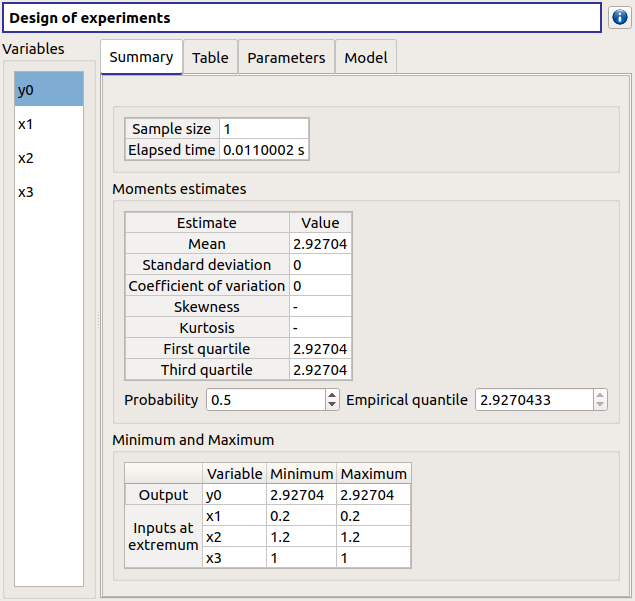 Design of experiments
Variables
y0
x1
x2
x3
Summary Table Parameters Model
Sample size 1
Elapsed time 0.0110002 s
Moments estimates
Estimate Value
Mean 2.92704
Standard deviation 0
Coefficient of variation 0
Skewness -
Kurtosis -
First quartile 2.92704
Third quartile 2.92704
Probability 0.5 Empirical quantile 2.9270433
Minimum and Maximum
Variable Minimum Maximum
Output y0 2.92704 2.92704
Inputs at extremum x1 0.2 0.2
x2 1.2 1.2
x3 1 1